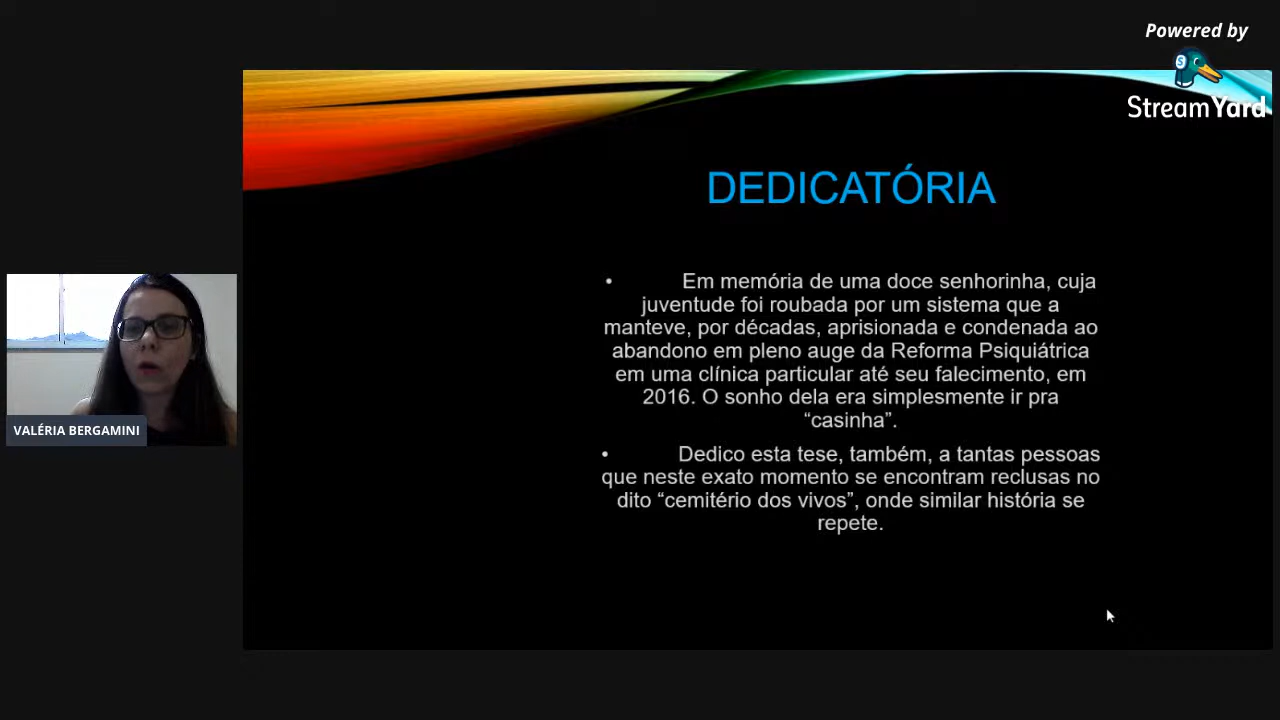 Powered by
StreamYard
DEDICATÓRIA
• Em memória de uma doce senhorinha, cuja
juventude foi roubada por um sistema que a
manteve, por décadas, aprisionada e condenada ao
abandono em pleno auge da Reforma Psiquiátrica
em uma clínica particular até seu falecimento, em
2016. O sonho dela era simplesmente ir pra
“casinha”.
• Dedico esta tese, também, a tantas pessoas
que neste exato momento se encontram reclusas no
dito “cemitério dos vivos”, onde similar história se
repete.
VALÉRIA BERGAMINI